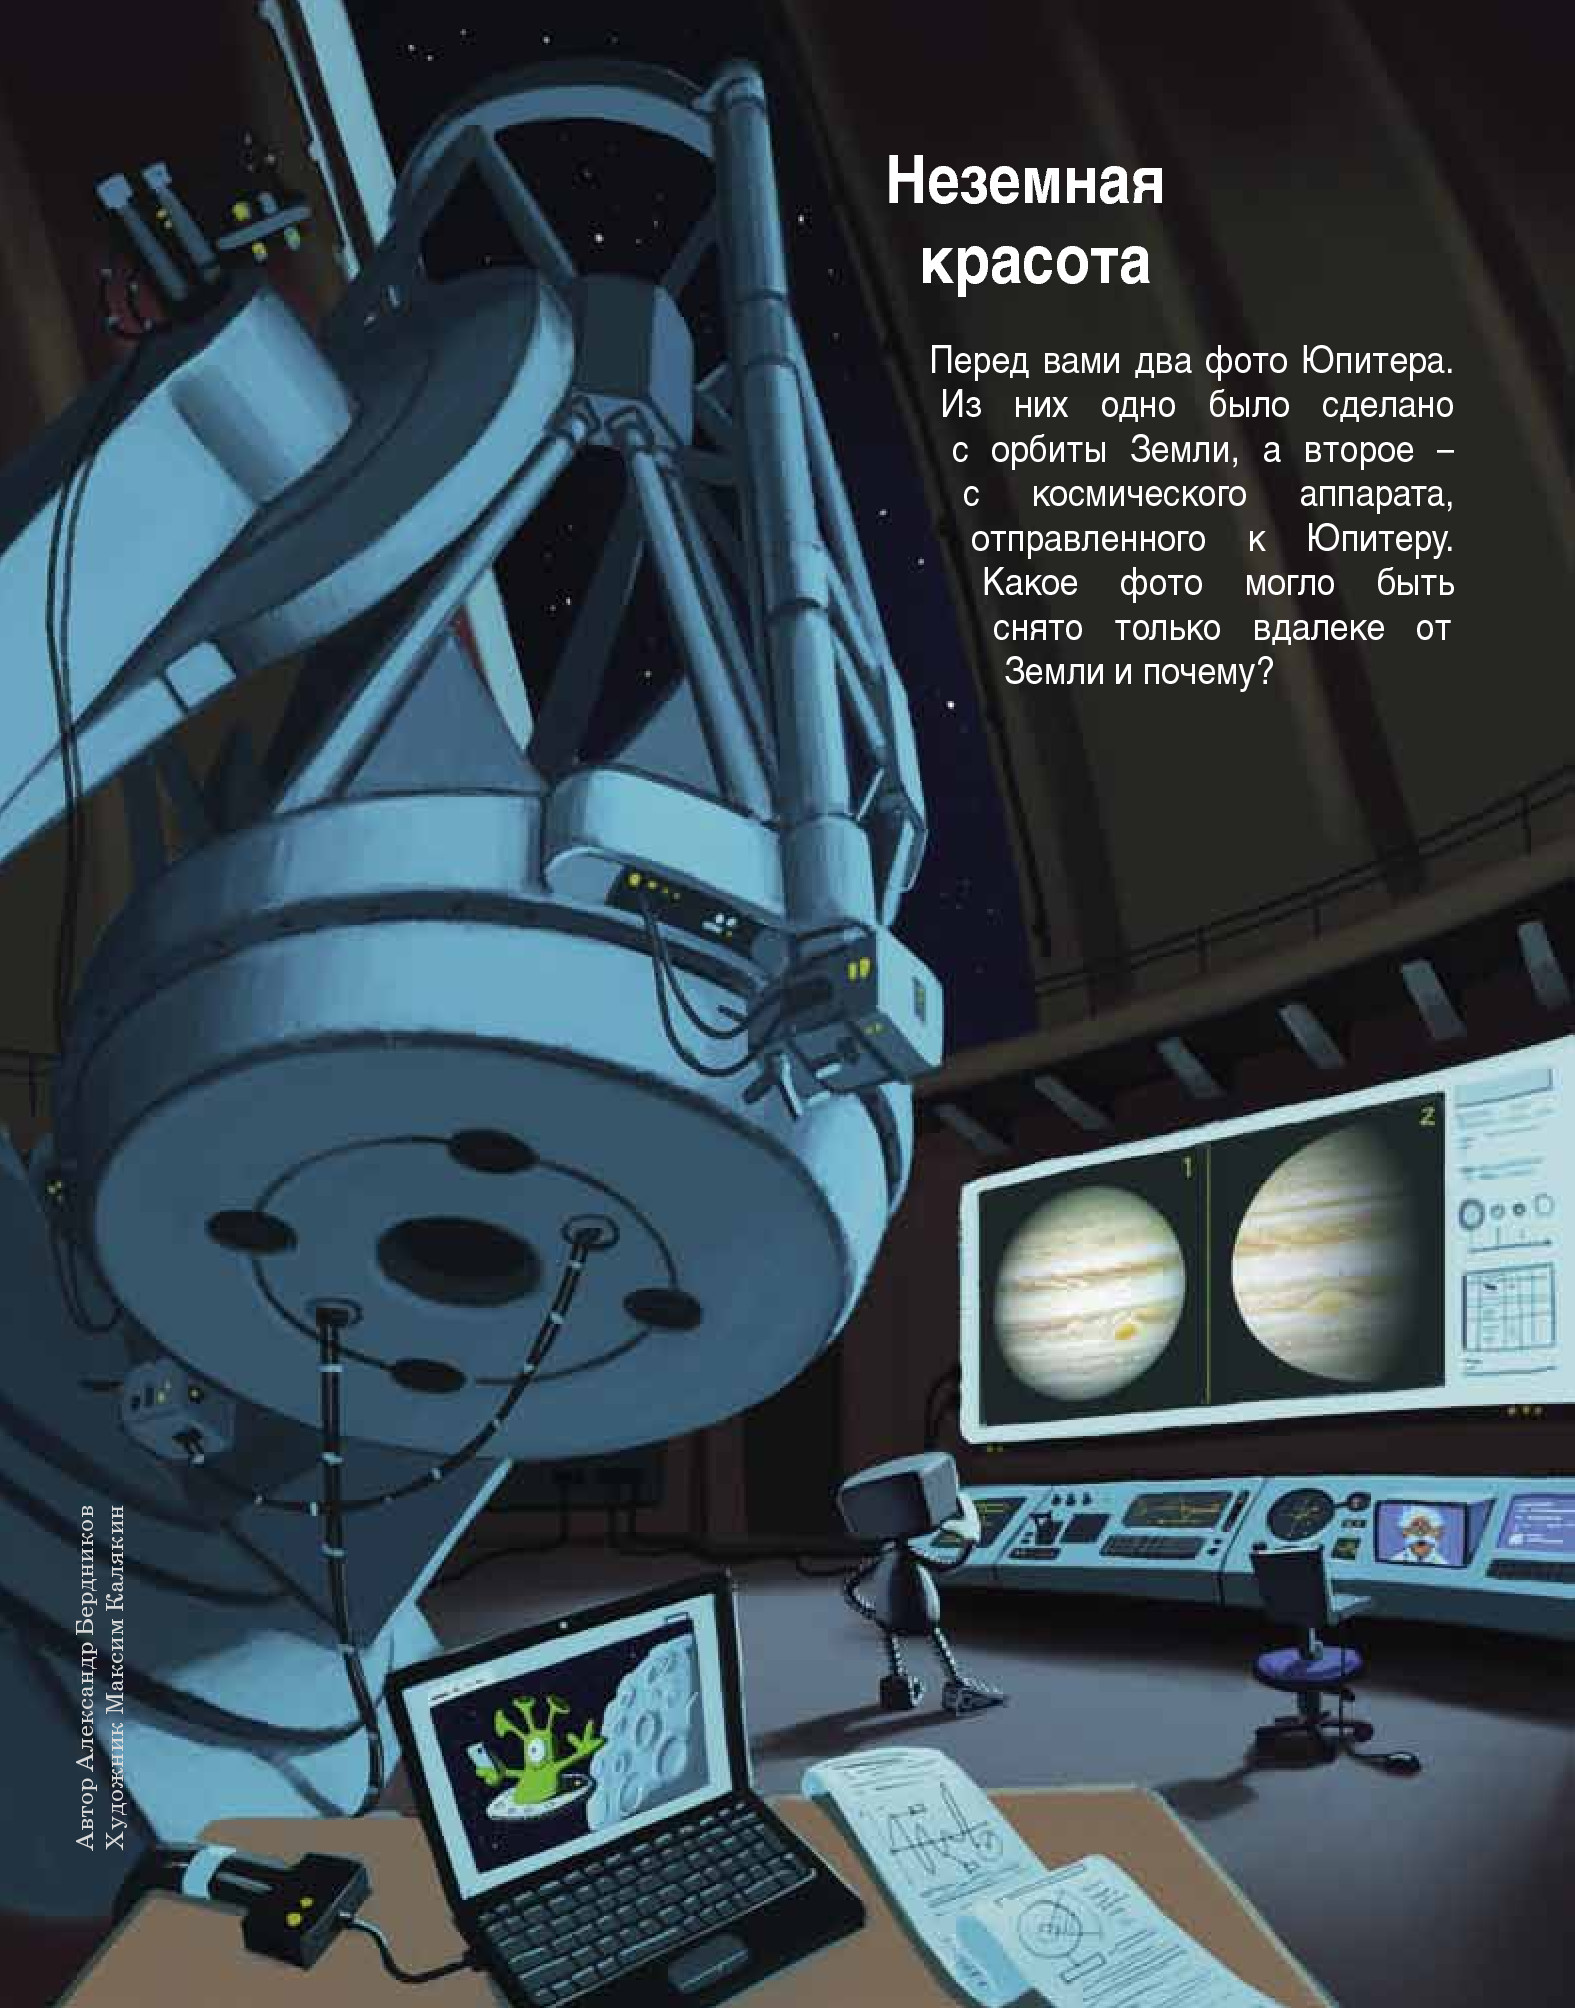 Неземная
красота
Перед вами два фото Юпитера.
Из них одно было сделано
с орбиты Земли, а второе –
с космического аппарата,
отправленного к Юпитеру.
Какое фото могло быть
снято только вдалеке от
Земли и почему?
1
2
Автор Александр Бердников
Художник Максим Калякин